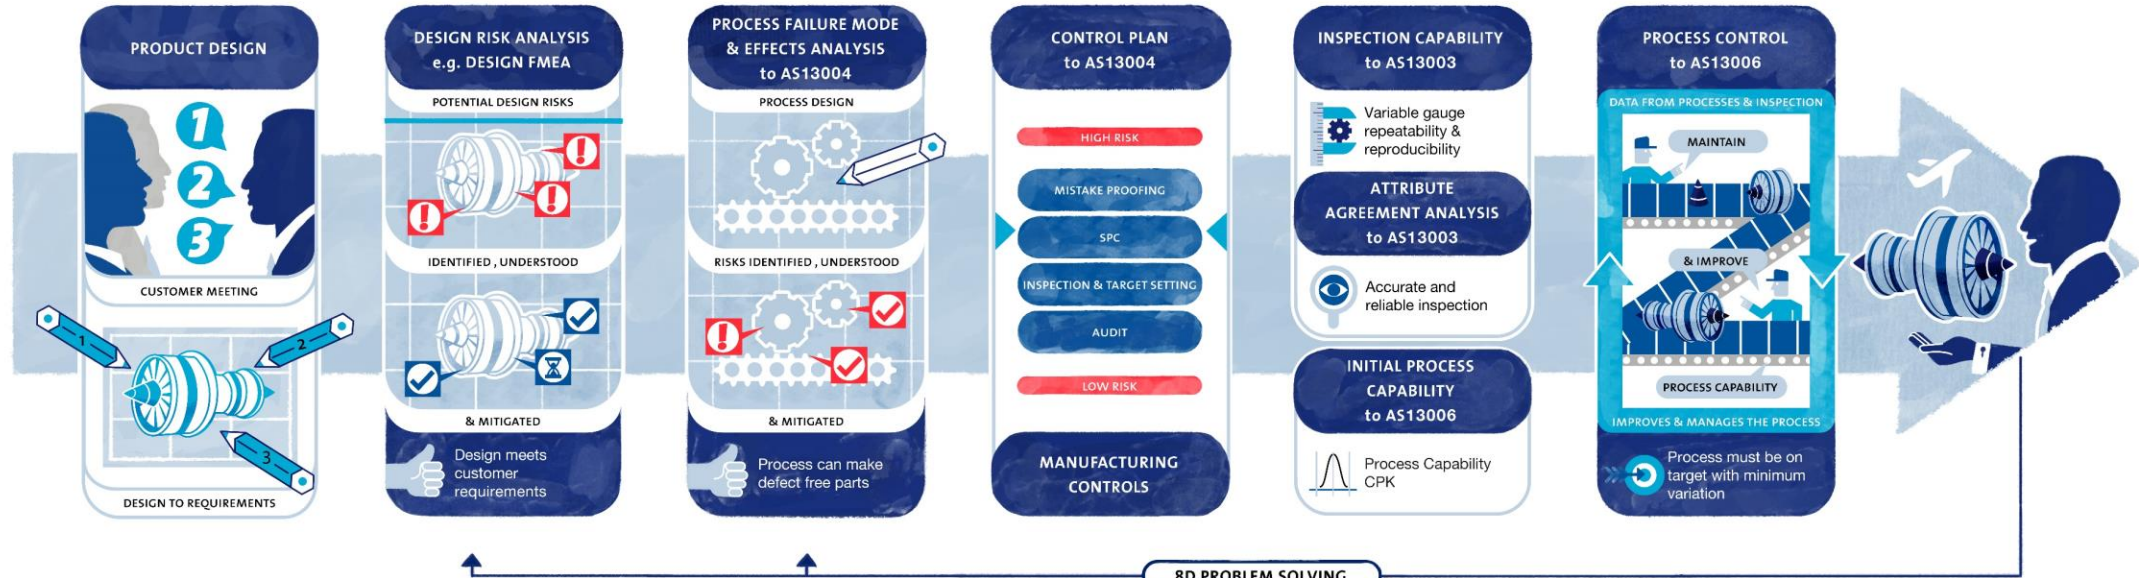 PRODUCT DESIGN
1
2
3
CUSTOMER MEETING
1
2
3
DESIGN TO REQUIREMENTS
DESIGN RISK ANALYSIS
e.g. DESIGN FMEA
POTENTIAL DESIGN RISKS
!
!
!
IDENTIFIED , UNDERSTOOD
& MITIGATED
Design meets
customer
requirements
PROCESS FAILURE MODE
& EFFECTS ANALYSIS
to AS13004
PROCESS DESIGN
RISKS IDENTIFIED , UNDERSTOOD
!
& MITIGATED
Process can make
defect free parts
CONTROL PLAN
to AS13004
HIGH RISK
MISTAKE PROOFING
SPC
INSPECTION & TARGET SETTING
AUDIT
LOW RISK
MANUFACTURING
CONTROLS
INSPECTION CAPABILITY
to AS13003
Variable gauge
repeatability &
reproducibility
ATTRIBUTE
AGREEMENT ANALYSIS
to AS13003
Accurate and
reliable inspection
INITIAL PROCESS
CAPABILITY
to AS13006
Process Capability
CPK
PROCESS CONTROL
to AS13006
DATA FROM PROCESSES & INSPECTION
MAINTAIN
& IMPROVE
PROCESS CAPABILITY
IMPROVES & MANAGES THE PROCESS
Process must be on
target with minimum
variation
8D PROBLEM SOLVING